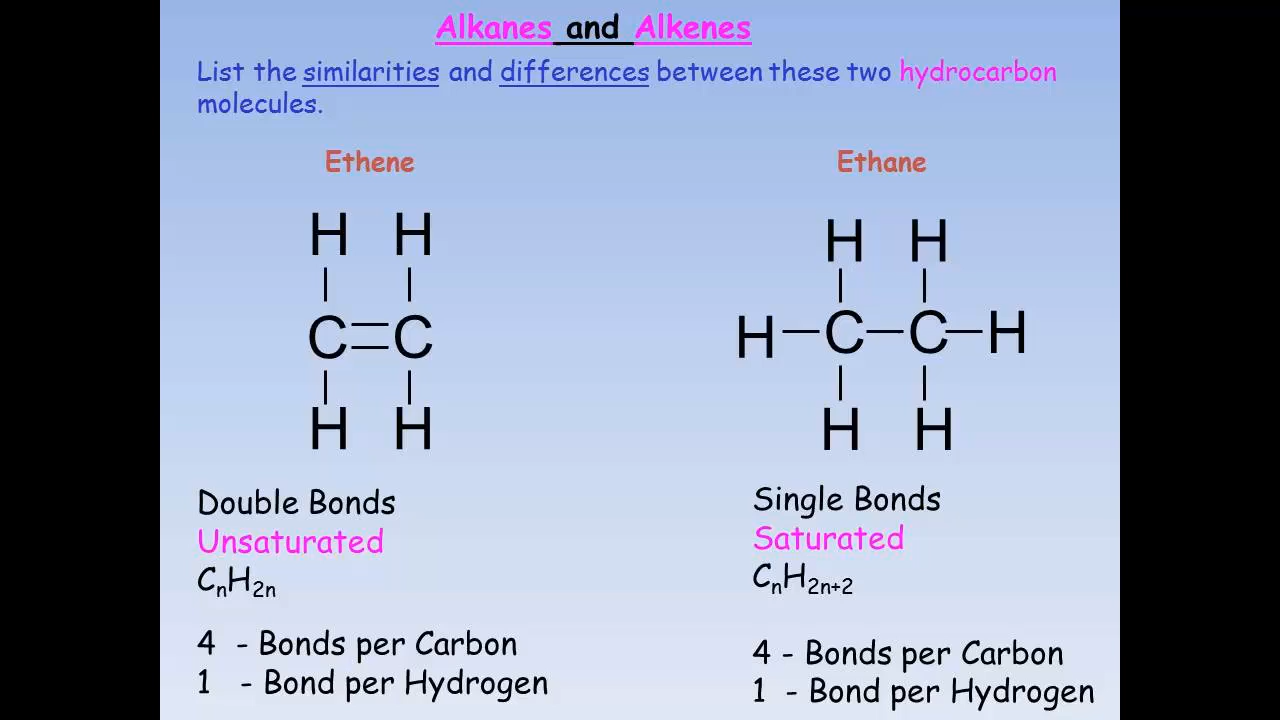 Alkanes and Alkenes
List the similarities and differences between these two hydrocarbon
molecules.
Ethene
Ethane
H H
C=C
H H
H H
H-C-C-H
H H
Double Bonds
Unsaturated
CₙH₂ₙ
4 - Bonds per Carbon
1 - Bond per Hydrogen
Single Bonds
Saturated
CₙH₂ₙ₊₂
4 - Bonds per Carbon
1 - Bond per Hydrogen